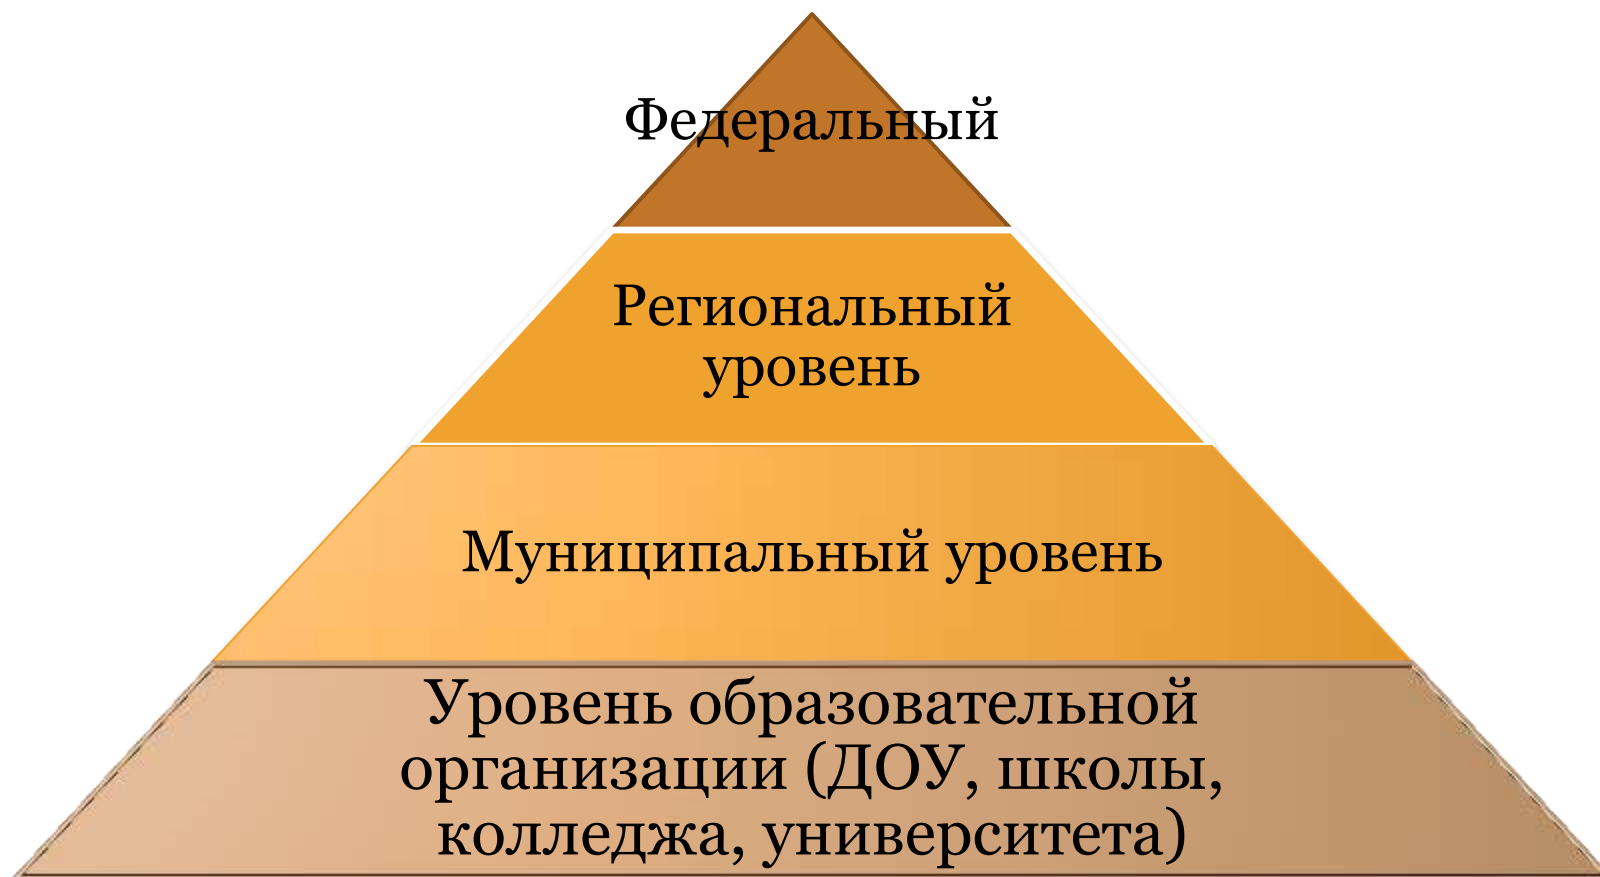 Федеральный
Региональный
уровень
Муниципальный уровень
Уровень образовательной
организации (ДОУ, школы,
колледжа, университета)